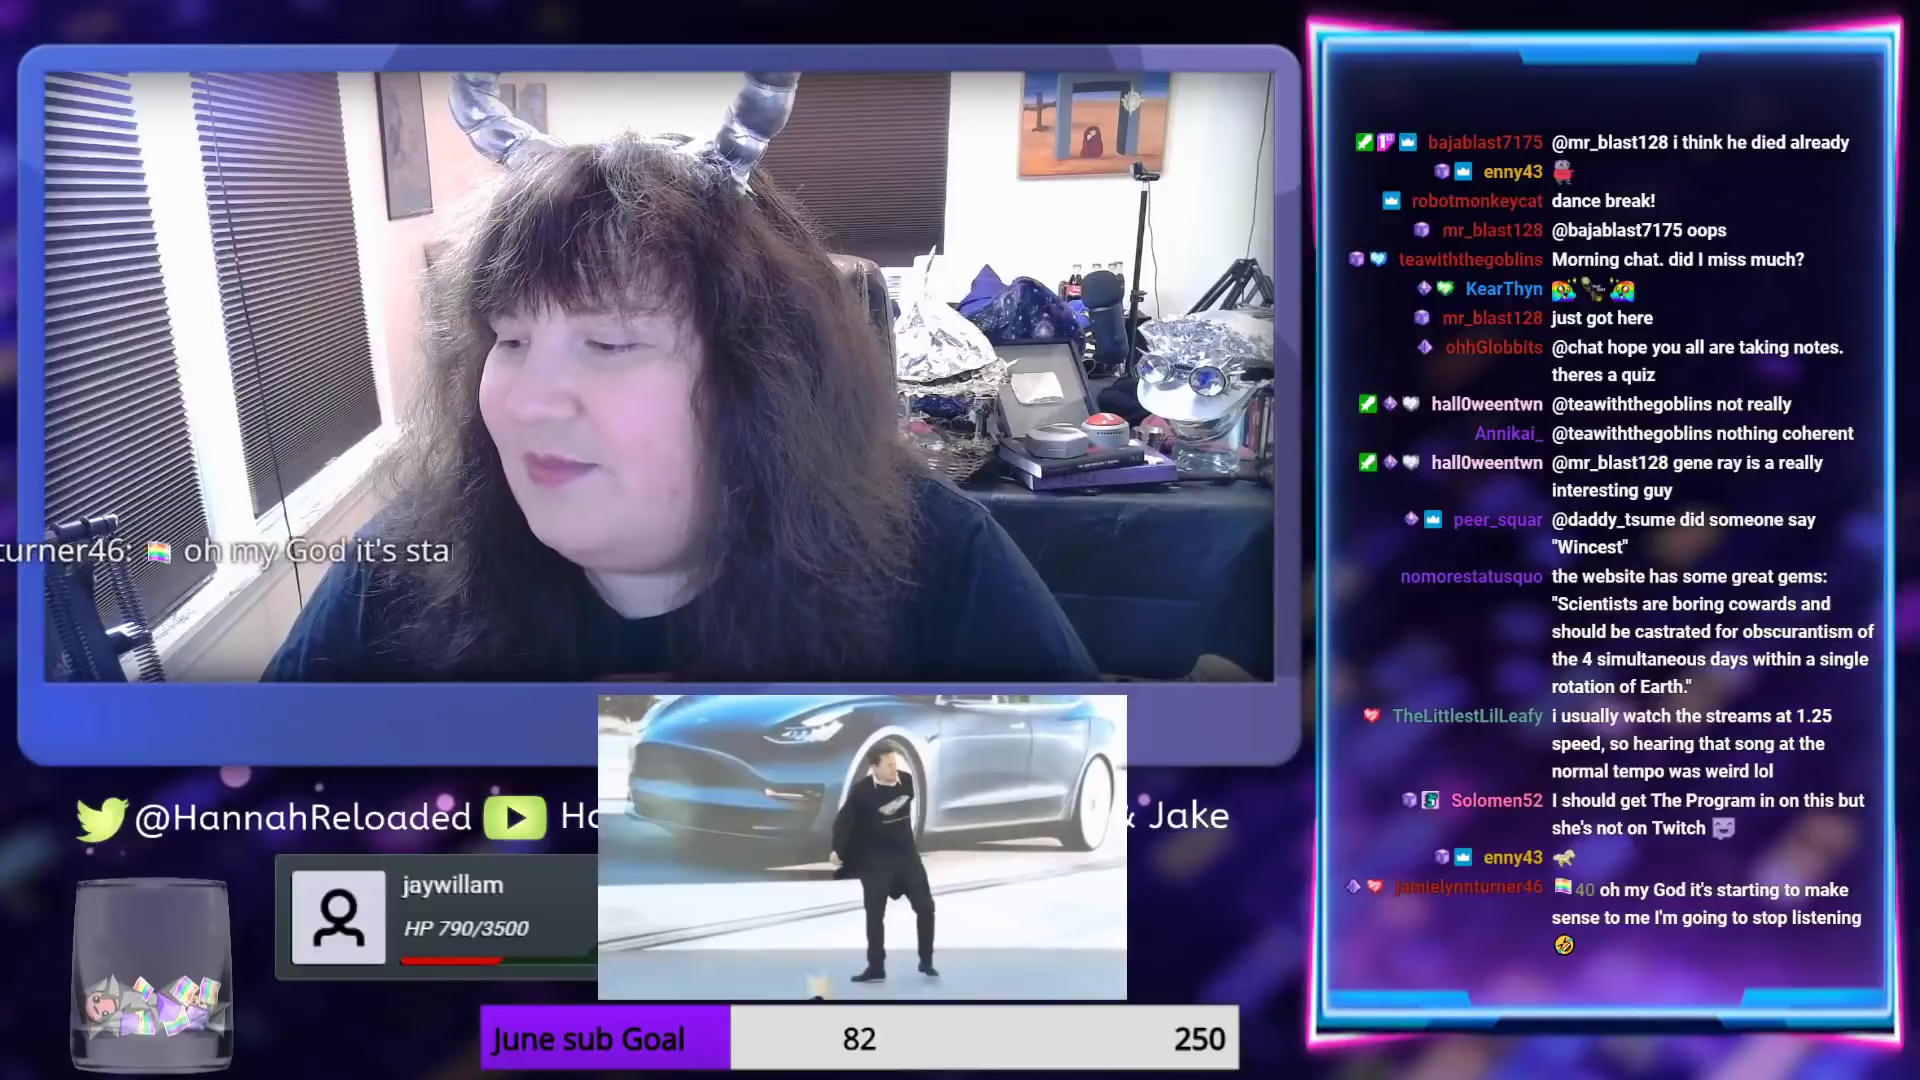 turner46: oh my God it's sta
@HannahReloaded
Ha
& Jake
jaywillam
HP 790/3500
June sub Goal
82
250
bajablast7175 @mr_blast128 i think he died already
enny43
robotmonkeycat dance break!
mr_blast128 @bajablast7175 oops
teawiththegoblins Morning chat. did I miss much?
KearThyn
mr_blast128 just got here
ohhGlobbits @chat hope you all are taking notes.
theres a quiz
hall0weentwn @teawiththegoblins not really
Annikai_ @teawiththegoblins nothing coherent
hall0weentwn @mr_blast128 gene ray is a really
interesting guy
peer_squar @daddy_tsume did someone say
"Wincest"
nomorestatusquo the website has some great gems:
"Scientists are boring cowards and
should be castrated for obscurantism of
the 4 simultaneous days within a single
rotation of Earth."
TheLittlestLilLeafy i usually watch the streams at 1.25
speed, so hearing that song at the
normal tempo was weird lol
Solomen52 I should get The Program in on this but
she's not on Twitch
enny43
jamielynnturner46 40 oh my God it's starting to make
sense to me I'm going to stop listening